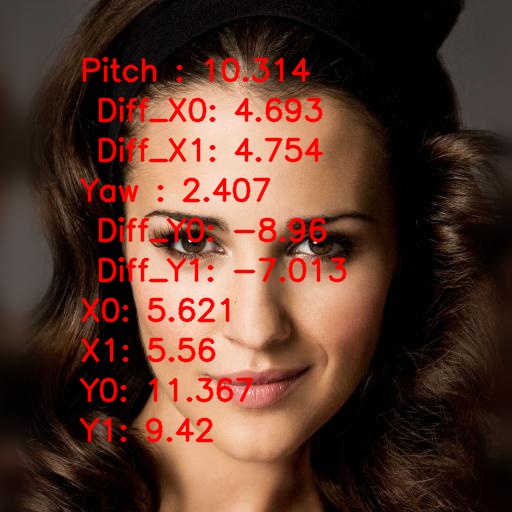 Pitch : 10.314
Diff_X0: 4.693
Diff_X1: 4.754
Yaw : 2.407
Diff_Y0: -8.96
Diff_Y1: -7.013
X0: 5.621
X1: 5.56
Y0: 11.367
Y1: 9.42